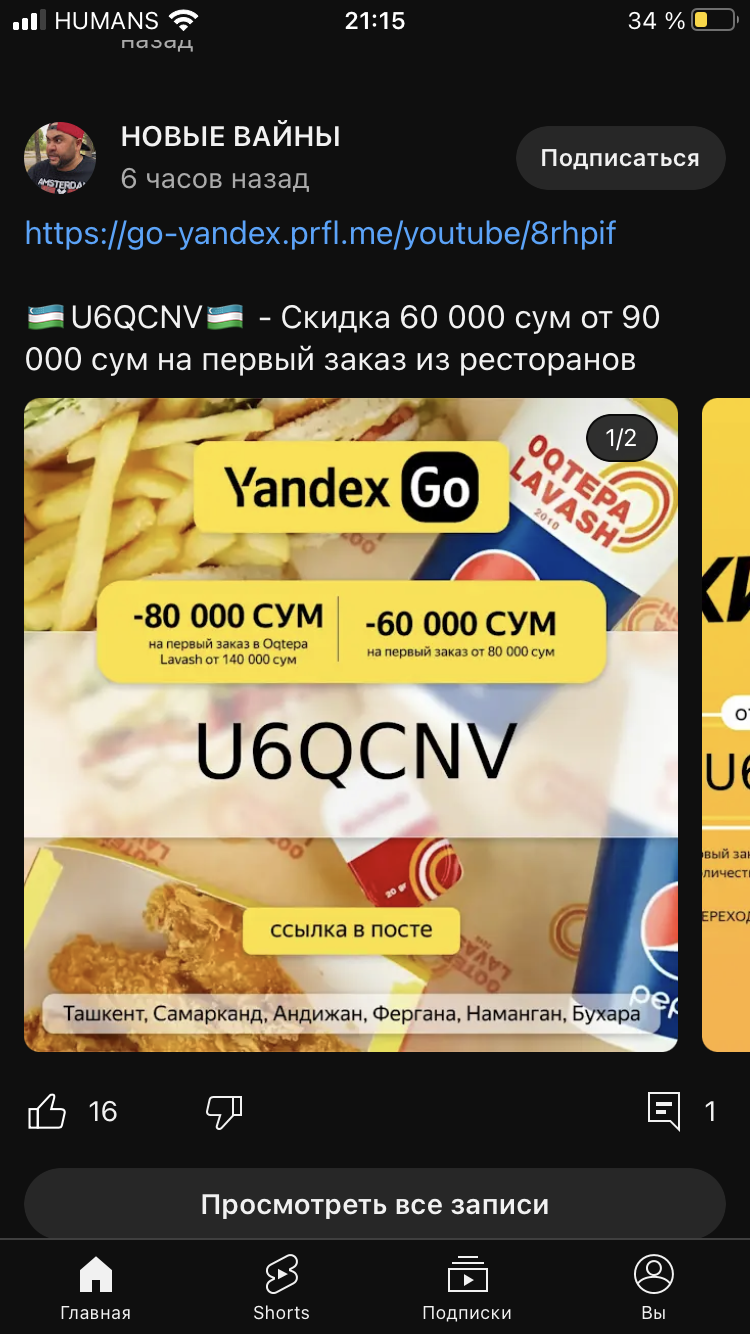 HUMANS 21:15 34 %
назад
НОВЫЕ ВАЙНЫ
6 часов назад
Подписаться
https://go-yandex.prfl.me/youtube/8rhpif
🇺🇿U6QCNV🇺🇿 - Скидка 60 000 сум от 90
000 сум на первый заказ из ресторанов
1/2
Yandex Go
OQTEPA
LAVASH
2010
-80 000 СУМ
на первый заказ в Oqtepa
Lavash от 140 000 сум
-60 000 СУМ
на первый заказ от 80 000 сум
U6QCNV
20 gr
ссылка в посте
pep
Ташкент, Самарканд, Андижан, Фергана, Наманган, Бухара
16
1
Просмотреть все записи
Главная
Shorts
Подписки
Вы